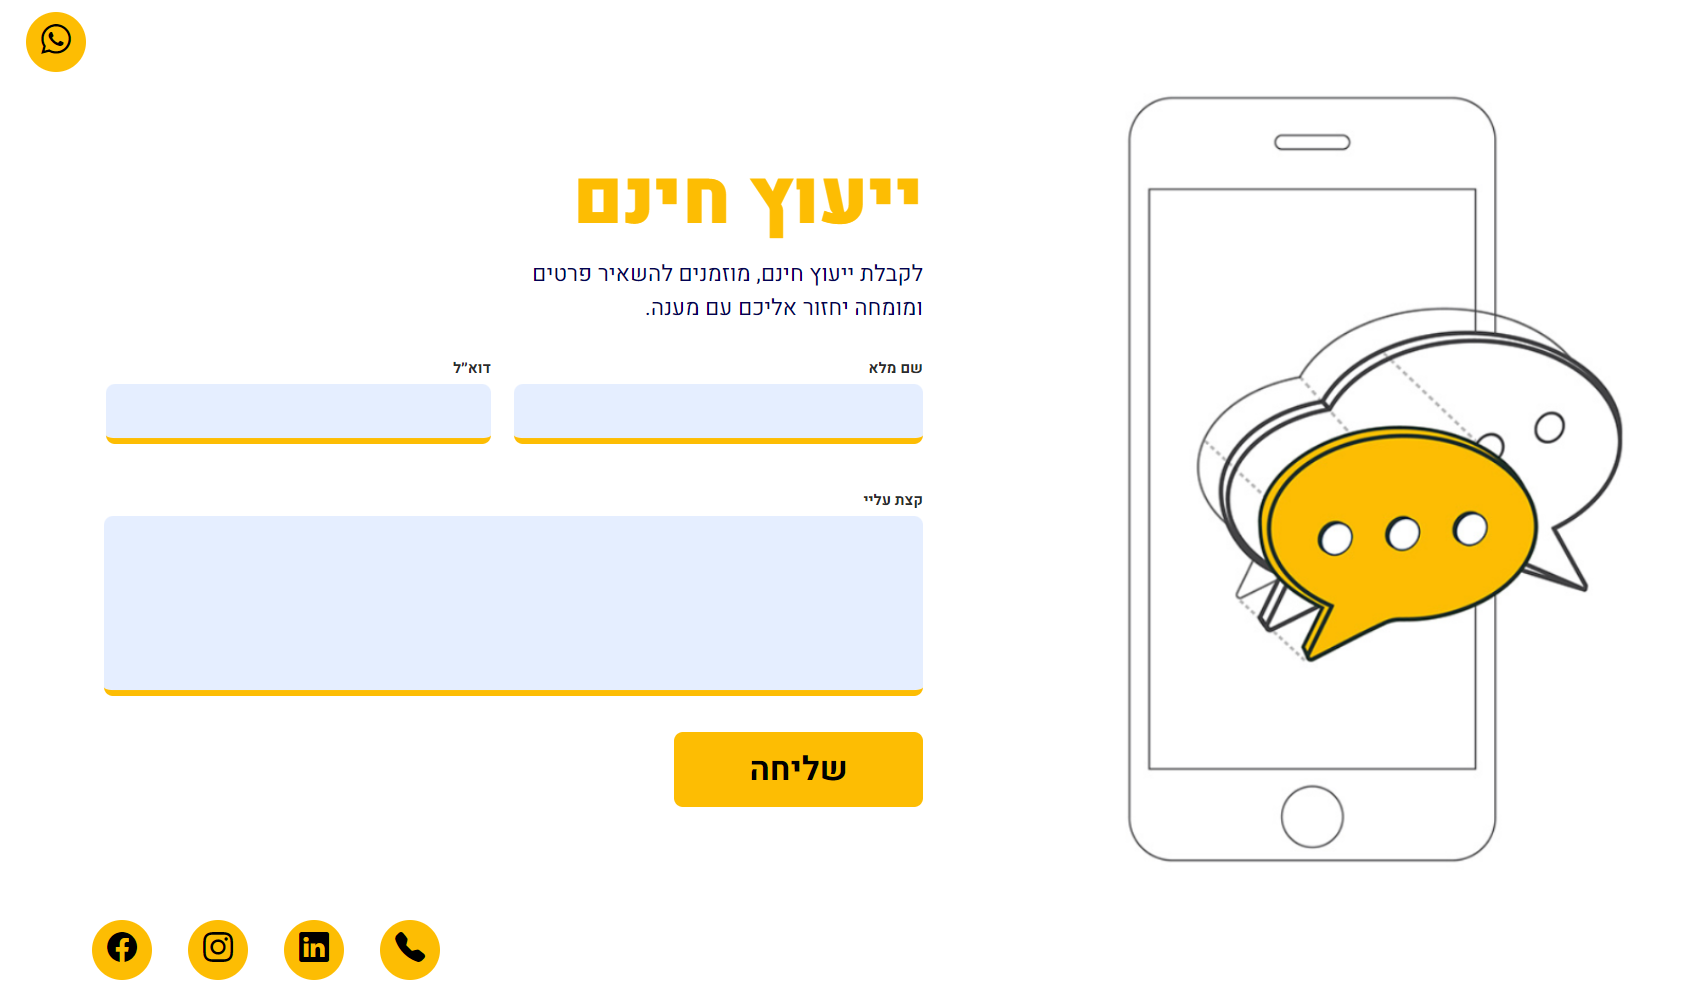 ייעוץ חינם
לקבלת ייעוץ חינם, מוזמנים להשאיר פרטים
ומומחה יחזור אליכם עם מענה.
שם מלא
דוא״ל
קצת עליי
שליחה